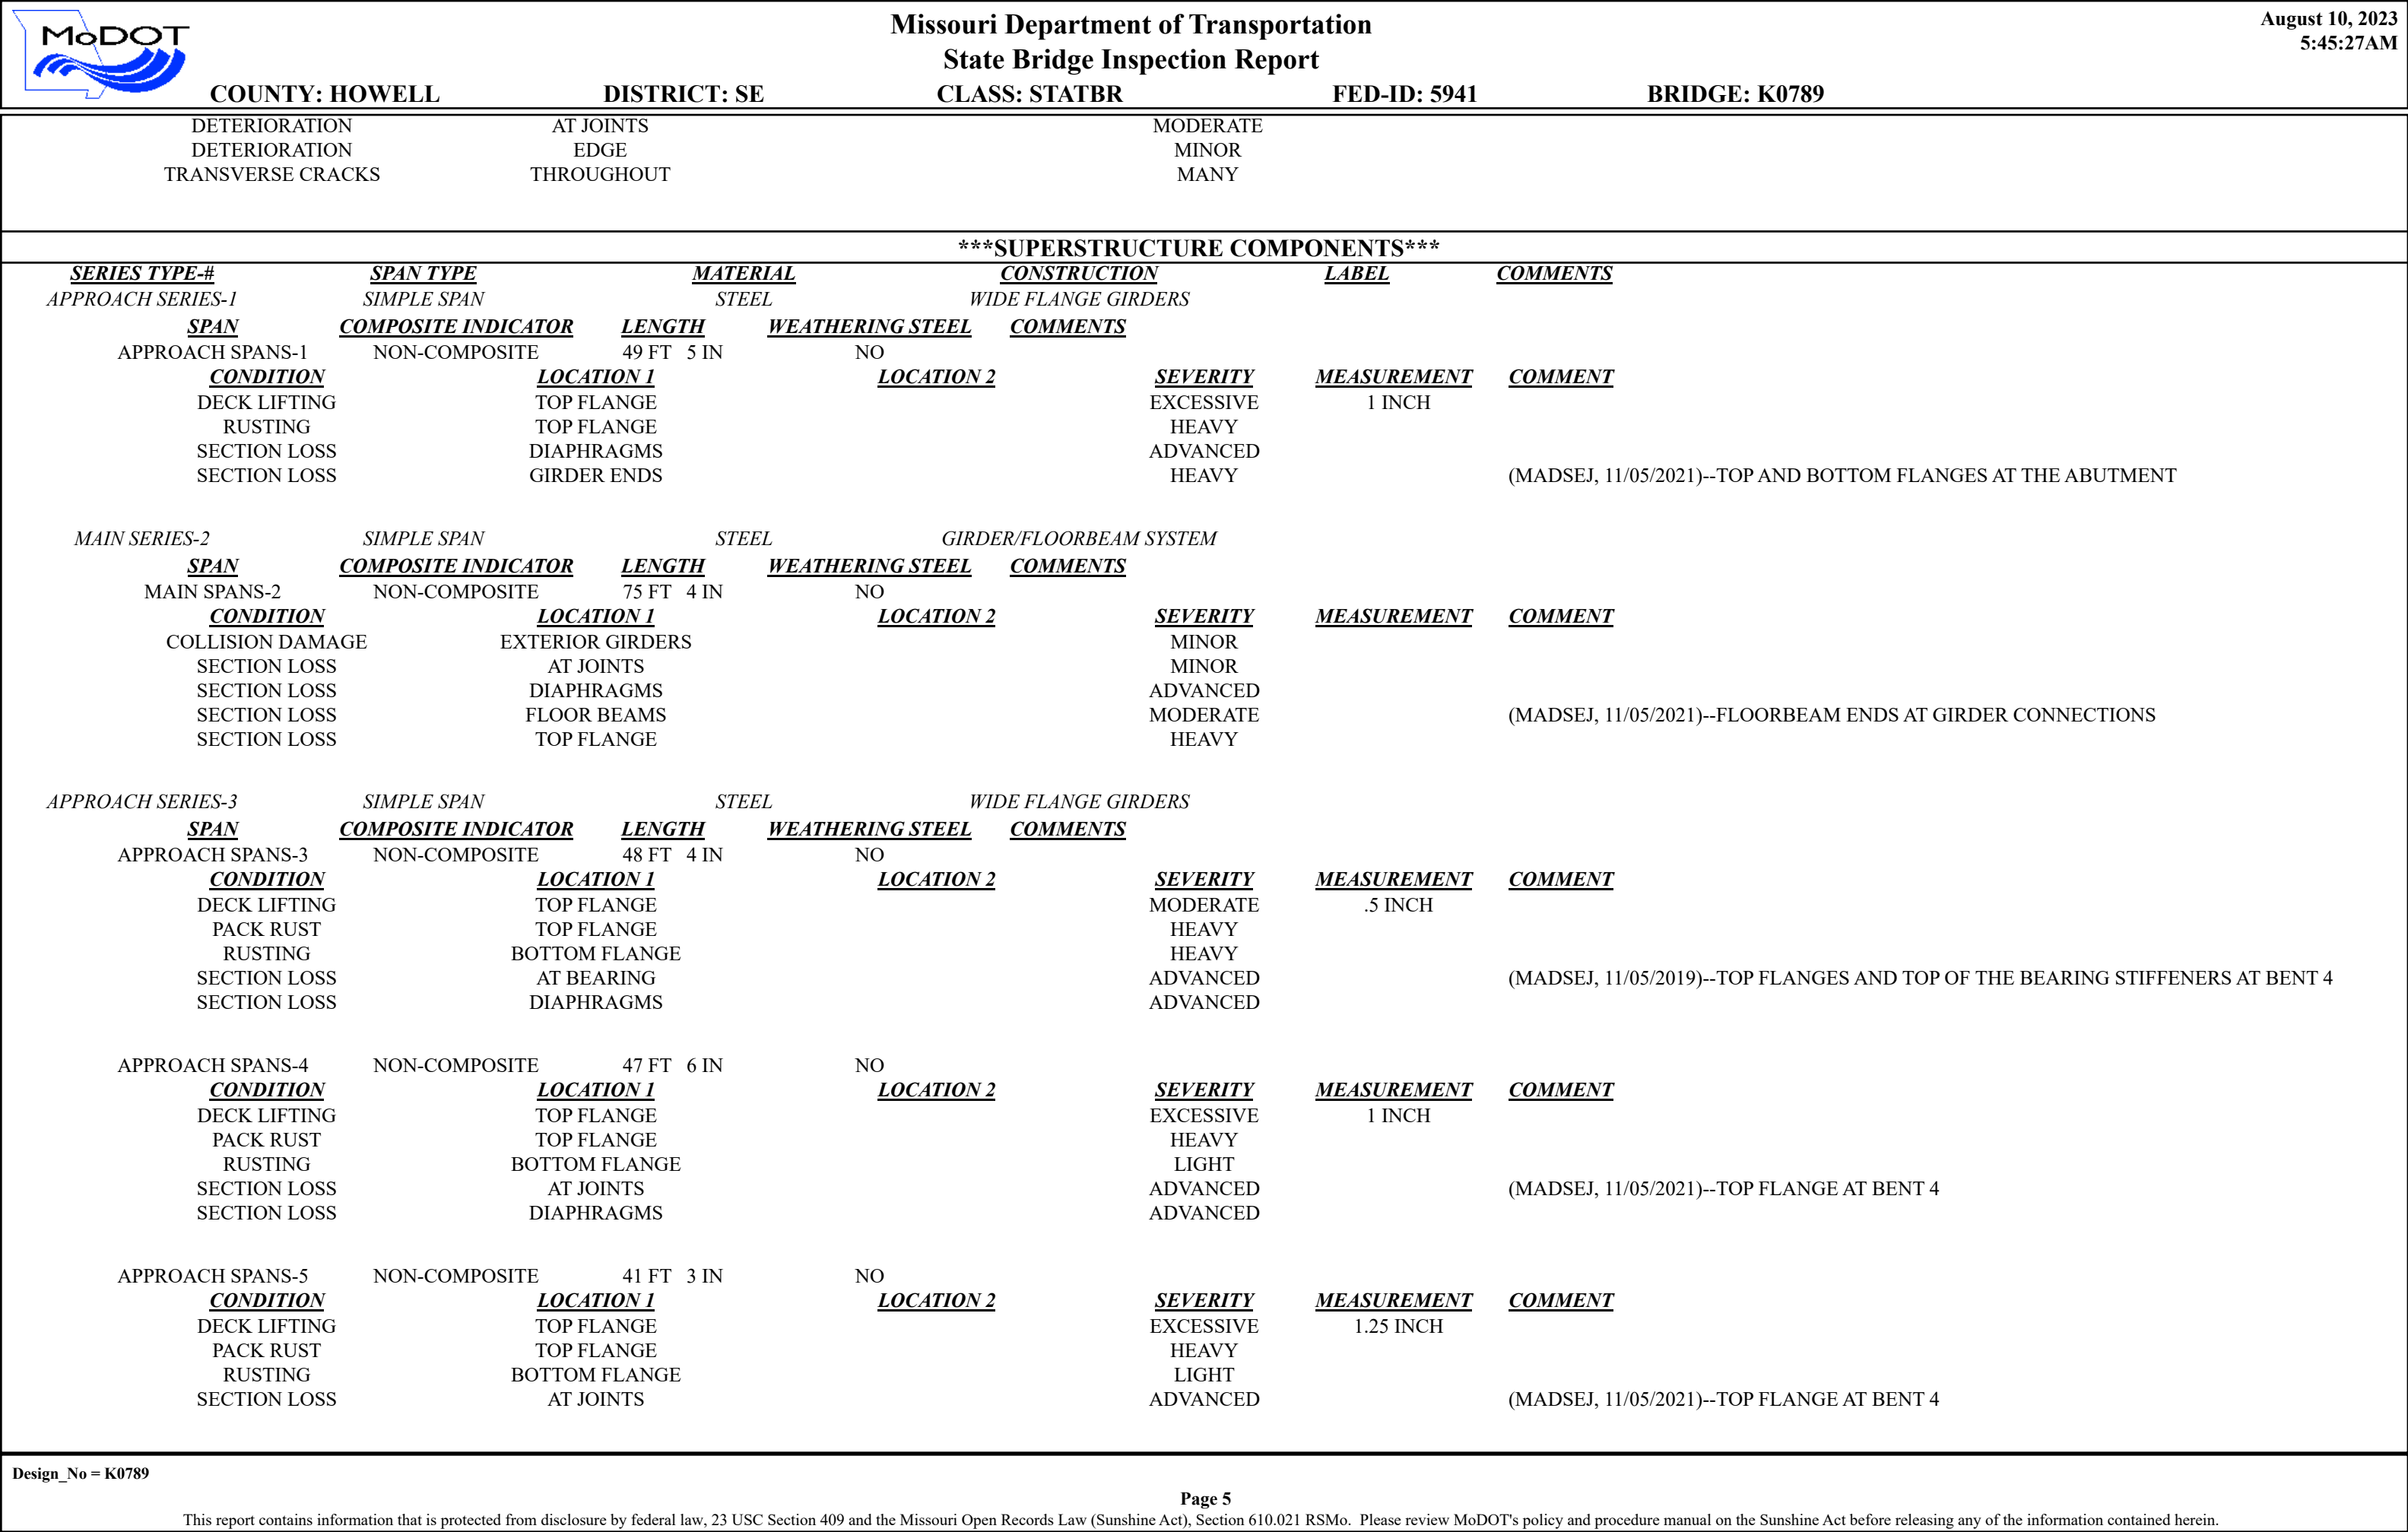 MoDOT
Missouri Department of Transportation
State Bridge Inspection Report
August 10, 2023
5:45:27AM
COUNTY: HOWELL DISTRICT: SE CLASS: STATBR FED-ID: 5941 BRIDGE: K0789
DETERIORATION AT JOINTS MODERATE
DETERIORATION EDGE MINOR
TRANSVERSE CRACKS THROUGHOUT MANY
***SUPERSTRUCTURE COMPONENTS***
SERIES TYPE-# SPAN TYPE MATERIAL CONSTRUCTION LABEL COMMENTS
APPROACH SERIES-1 SIMPLE SPAN STEEL WIDE FLANGE GIRDERS
SPAN COMPOSITE INDICATOR LENGTH WEATHERING STEEL COMMENTS
APPROACH SPANS-1 NON-COMPOSITE 49 FT 5 IN NO
CONDITION LOCATION 1 LOCATION 2 SEVERITY MEASUREMENT COMMENT
DECK LIFTING TOP FLANGE EXCESSIVE 1 INCH
RUSTING TOP FLANGE HEAVY
SECTION LOSS DIAPHRAGMS ADVANCED
SECTION LOSS GIRDER ENDS HEAVY (MADSEJ, 11/05/2021)--TOP AND BOTTOM FLANGES AT THE ABUTMENT
MAIN SERIES-2 SIMPLE SPAN STEEL GIRDER/FLOORBEAM SYSTEM
SPAN COMPOSITE INDICATOR LENGTH WEATHERING STEEL COMMENTS
MAIN SPANS-2 NON-COMPOSITE 75 FT 4 IN NO
CONDITION LOCATION 1 LOCATION 2 SEVERITY MEASUREMENT COMMENT
COLLISION DAMAGE EXTERIOR GIRDERS MINOR
SECTION LOSS AT JOINTS MINOR
SECTION LOSS DIAPHRAGMS ADVANCED
SECTION LOSS FLOOR BEAMS MODERATE (MADSEJ, 11/05/2021)--FLOORBEAM ENDS AT GIRDER CONNECTIONS
SECTION LOSS TOP FLANGE HEAVY
APPROACH SERIES-3 SIMPLE SPAN STEEL WIDE FLANGE GIRDERS
SPAN COMPOSITE INDICATOR LENGTH WEATHERING STEEL COMMENTS
APPROACH SPANS-3 NON-COMPOSITE 48 FT 4 IN NO
CONDITION LOCATION 1 LOCATION 2 SEVERITY MEASUREMENT COMMENT
DECK LIFTING TOP FLANGE MODERATE .5 INCH
PACK RUST TOP FLANGE HEAVY
RUSTING BOTTOM FLANGE HEAVY
SECTION LOSS AT BEARING ADVANCED (MADSEJ, 11/05/2019)--TOP FLANGES AND TOP OF THE BEARING STIFFENERS AT BENT 4
SECTION LOSS DIAPHRAGMS ADVANCED
APPROACH SPANS-4 NON-COMPOSITE 47 FT 6 IN NO
CONDITION LOCATION 1 LOCATION 2 SEVERITY MEASUREMENT COMMENT
DECK LIFTING TOP FLANGE EXCESSIVE 1 INCH
PACK RUST TOP FLANGE HEAVY
RUSTING BOTTOM FLANGE LIGHT
SECTION LOSS AT JOINTS ADVANCED (MADSEJ, 11/05/2021)--TOP FLANGE AT BENT 4
SECTION LOSS DIAPHRAGMS ADVANCED
APPROACH SPANS-5 NON-COMPOSITE 41 FT 3 IN NO
CONDITION LOCATION 1 LOCATION 2 SEVERITY MEASUREMENT COMMENT
DECK LIFTING TOP FLANGE EXCESSIVE 1.25 INCH
PACK RUST TOP FLANGE HEAVY
RUSTING BOTTOM FLANGE LIGHT
SECTION LOSS AT JOINTS ADVANCED (MADSEJ, 11/05/2021)--TOP FLANGE AT BENT 4
Design_No = K0789
Page 5
This report contains information that is protected from disclosure by federal law, 23 USC Section 409 and the Missouri Open Records Law (Sunshine Act), Section 610.021 RSMo. Please review MoDOT's policy and procedure manual on the Sunshine Act before releasing any of the information contained herein.